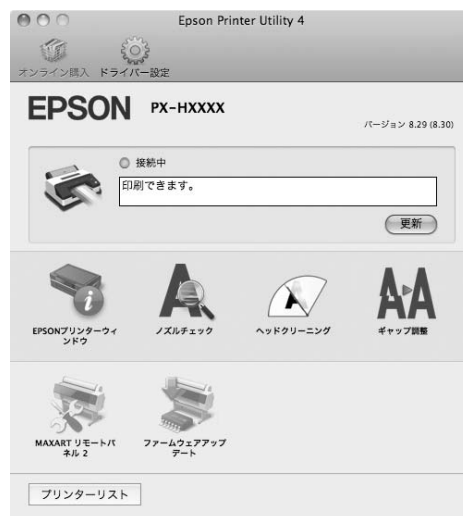 Epson Printer Utility 4
オンライン購入 ドライバー設定
EPSON PX-HXXXX
バージョン 8.29 (8.30)
接続中
印刷できます。
更新
EPSONプリンターウィ
ンドウ
ノズルチェック
ヘッドクリーニング
ギャップ調整
MAXART リモートパ
ネル 2
ファームウェアアップ
デート
プリンターリスト